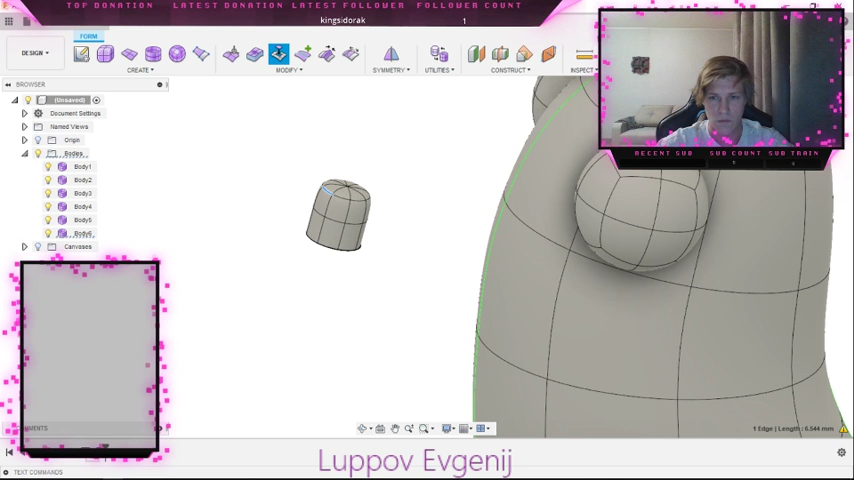 TOP DONATION LATEST DONATION LATEST FOLLOWER FOLLOWER COUNT
kingsidorak 1
FORM
DESIGN
CREATE MODIFY SYMMETRY UTILITIES CONSTRUCT INSPECT
BROWSER
(Unsaved)
Document Settings
Named Views
Origin
Bodies
Body1
Body2
Body3
Body4
Body5
Body6
Canvases
RECENT SUB SUB COUNT SUB TRAIN
MENTS
1 Edge | Length : 6.544 mm
Luppov Evgenij
TEXT COMMANDS